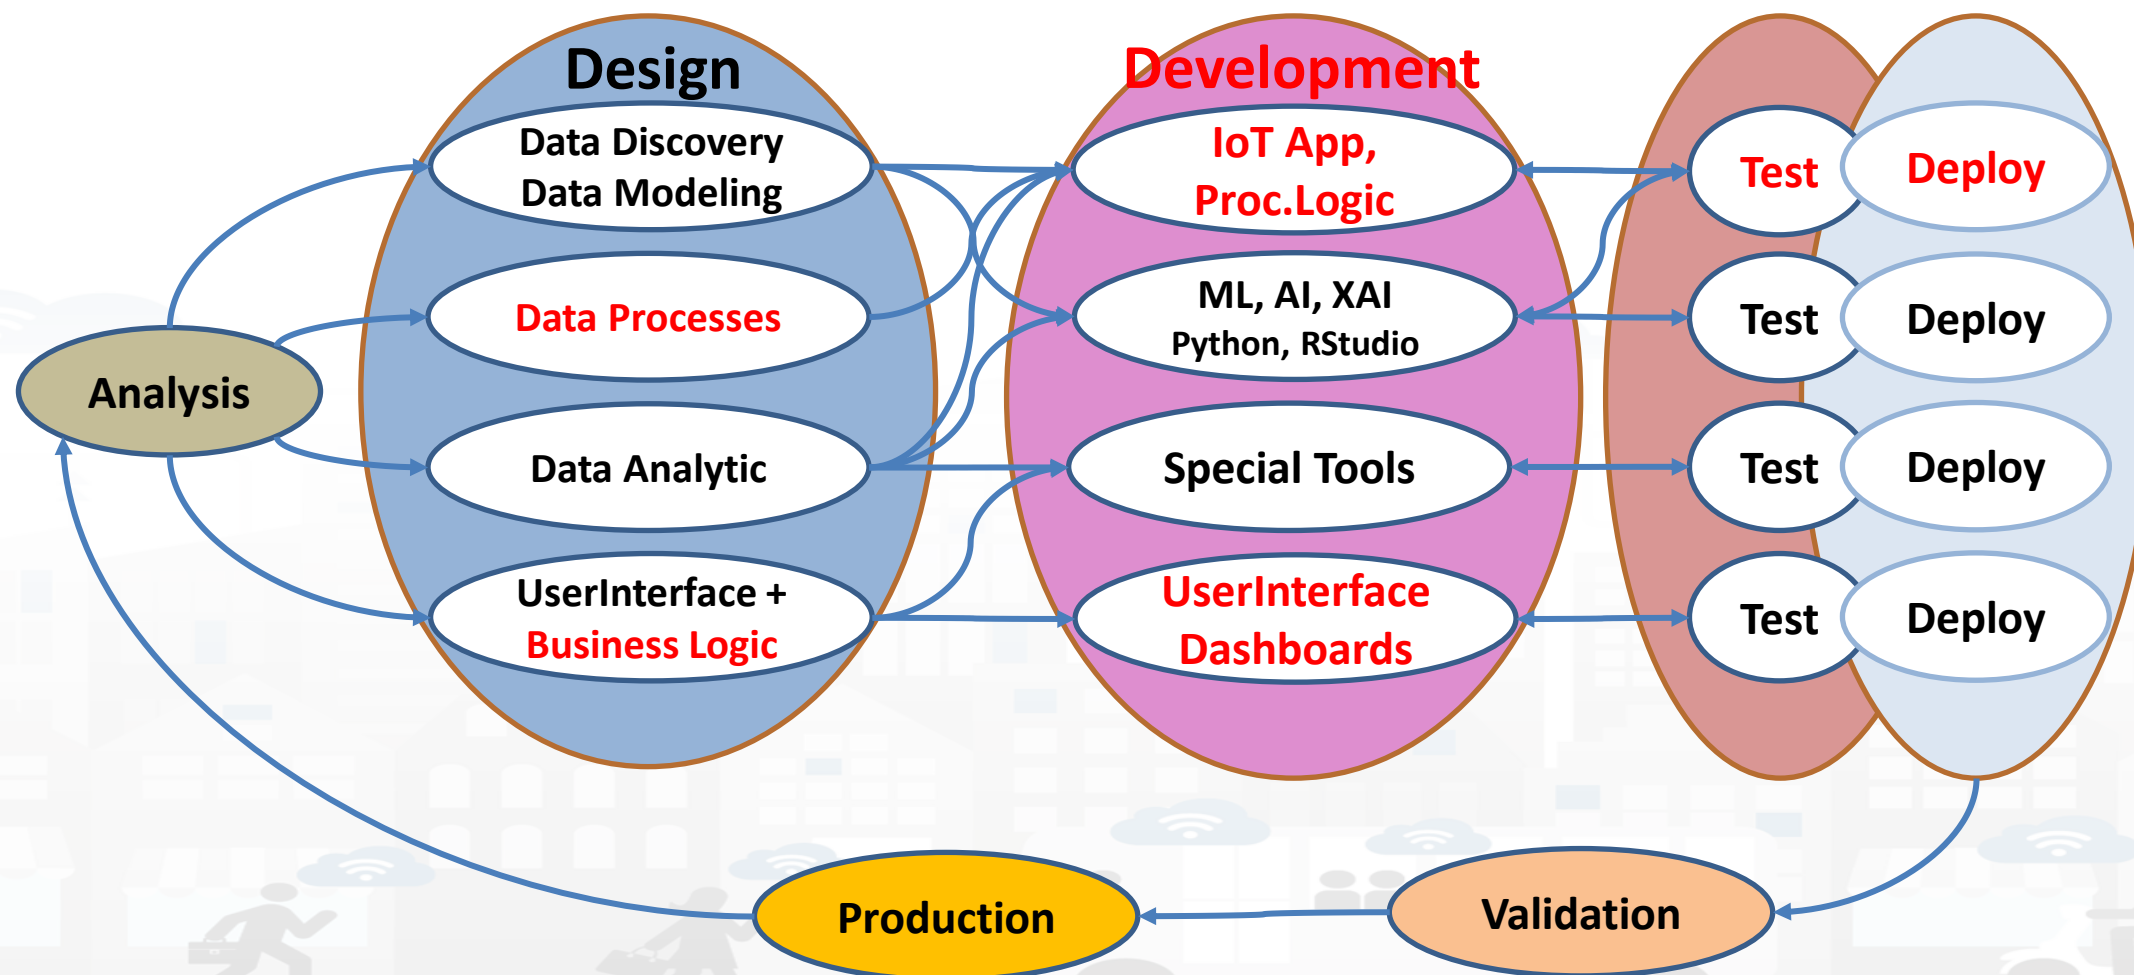 Design
Data Discovery
Data Modeling
Data Processes
Data Analytic
UserInterface +
Business Logic
Analysis
Development
IoT App,
Proc.Logic
ML, AI, XAI
Python, RStudio
Special Tools
UserInterface
Dashboards
Test
Deploy
Test
Deploy
Test
Deploy
Test
Deploy
Production
Validation